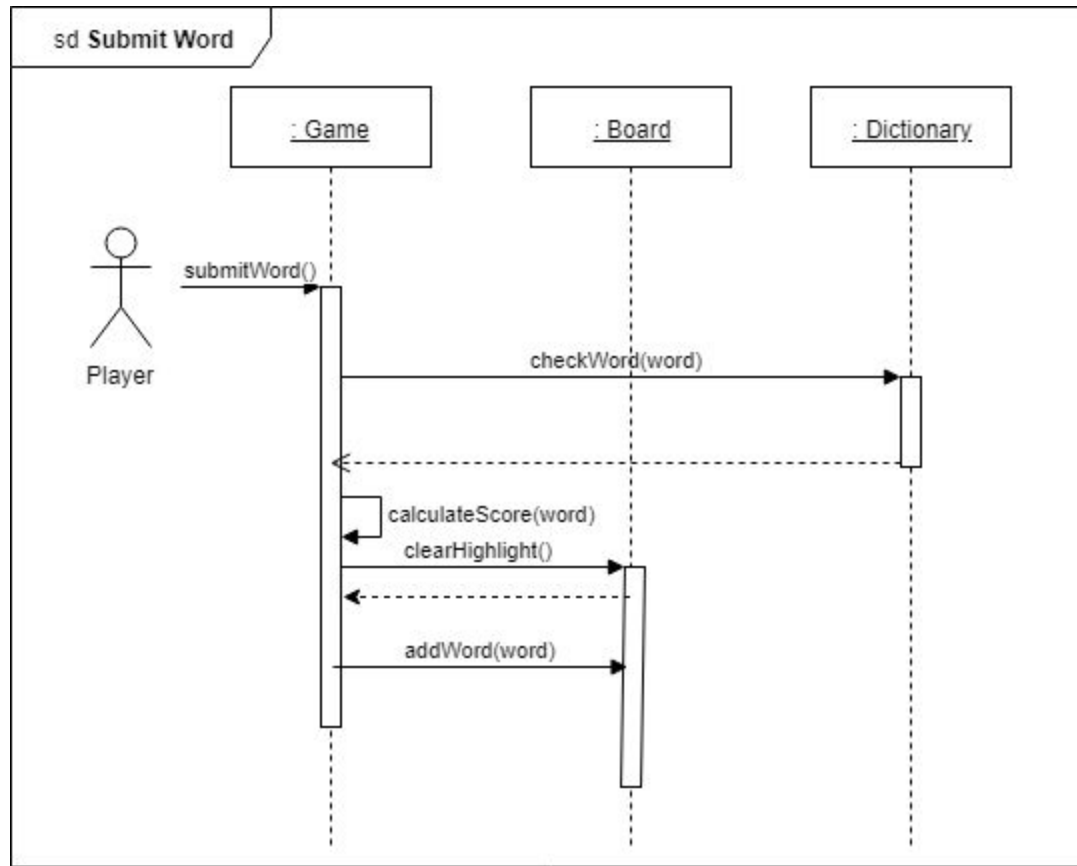 sd Submit Word
: Game
: Board
: Dictionary
submitWord()
Player
checkWord(word)
calculateScore(word)
clearHighlight()
addWord(word)